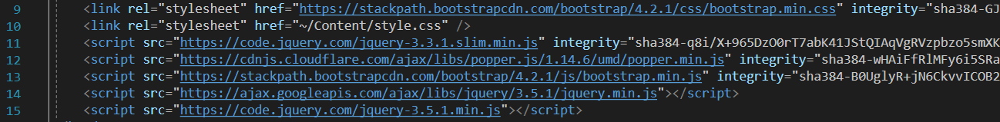 9 <link rel="stylesheet" href="https://stackpath.bootstrapcdn.com/bootstrap/4.2.1/css/bootstrap.min.css" integrity="sha384-GJ
10 <link rel="stylesheet" href="~/Content/style.css" />
11 <script src="https://code.jquery.com/jquery-3.3.1.slim.min.js" integrity="sha384-q8i/X+965DzO0rT7abK41JStQIAqVgRVzpbzo5smXK
12 <script src="https://cdnjs.cloudflare.com/ajax/libs/popper.js/1.14.6/umd/popper.min.js" integrity="sha384-wHAiFfRlMFy6i5SRa
13 <script src="https://stackpath.bootstrapcdn.com/bootstrap/4.2.1/js/bootstrap.min.js" integrity="sha384-B0UglyR+jN6CkvvICOB2
14 <script src="https://ajax.googleapis.com/ajax/libs/jquery/3.5.1/jquery.min.js"></script>
15 <script src="https://code.jquery.com/jquery-3.5.1.min.js"></script>